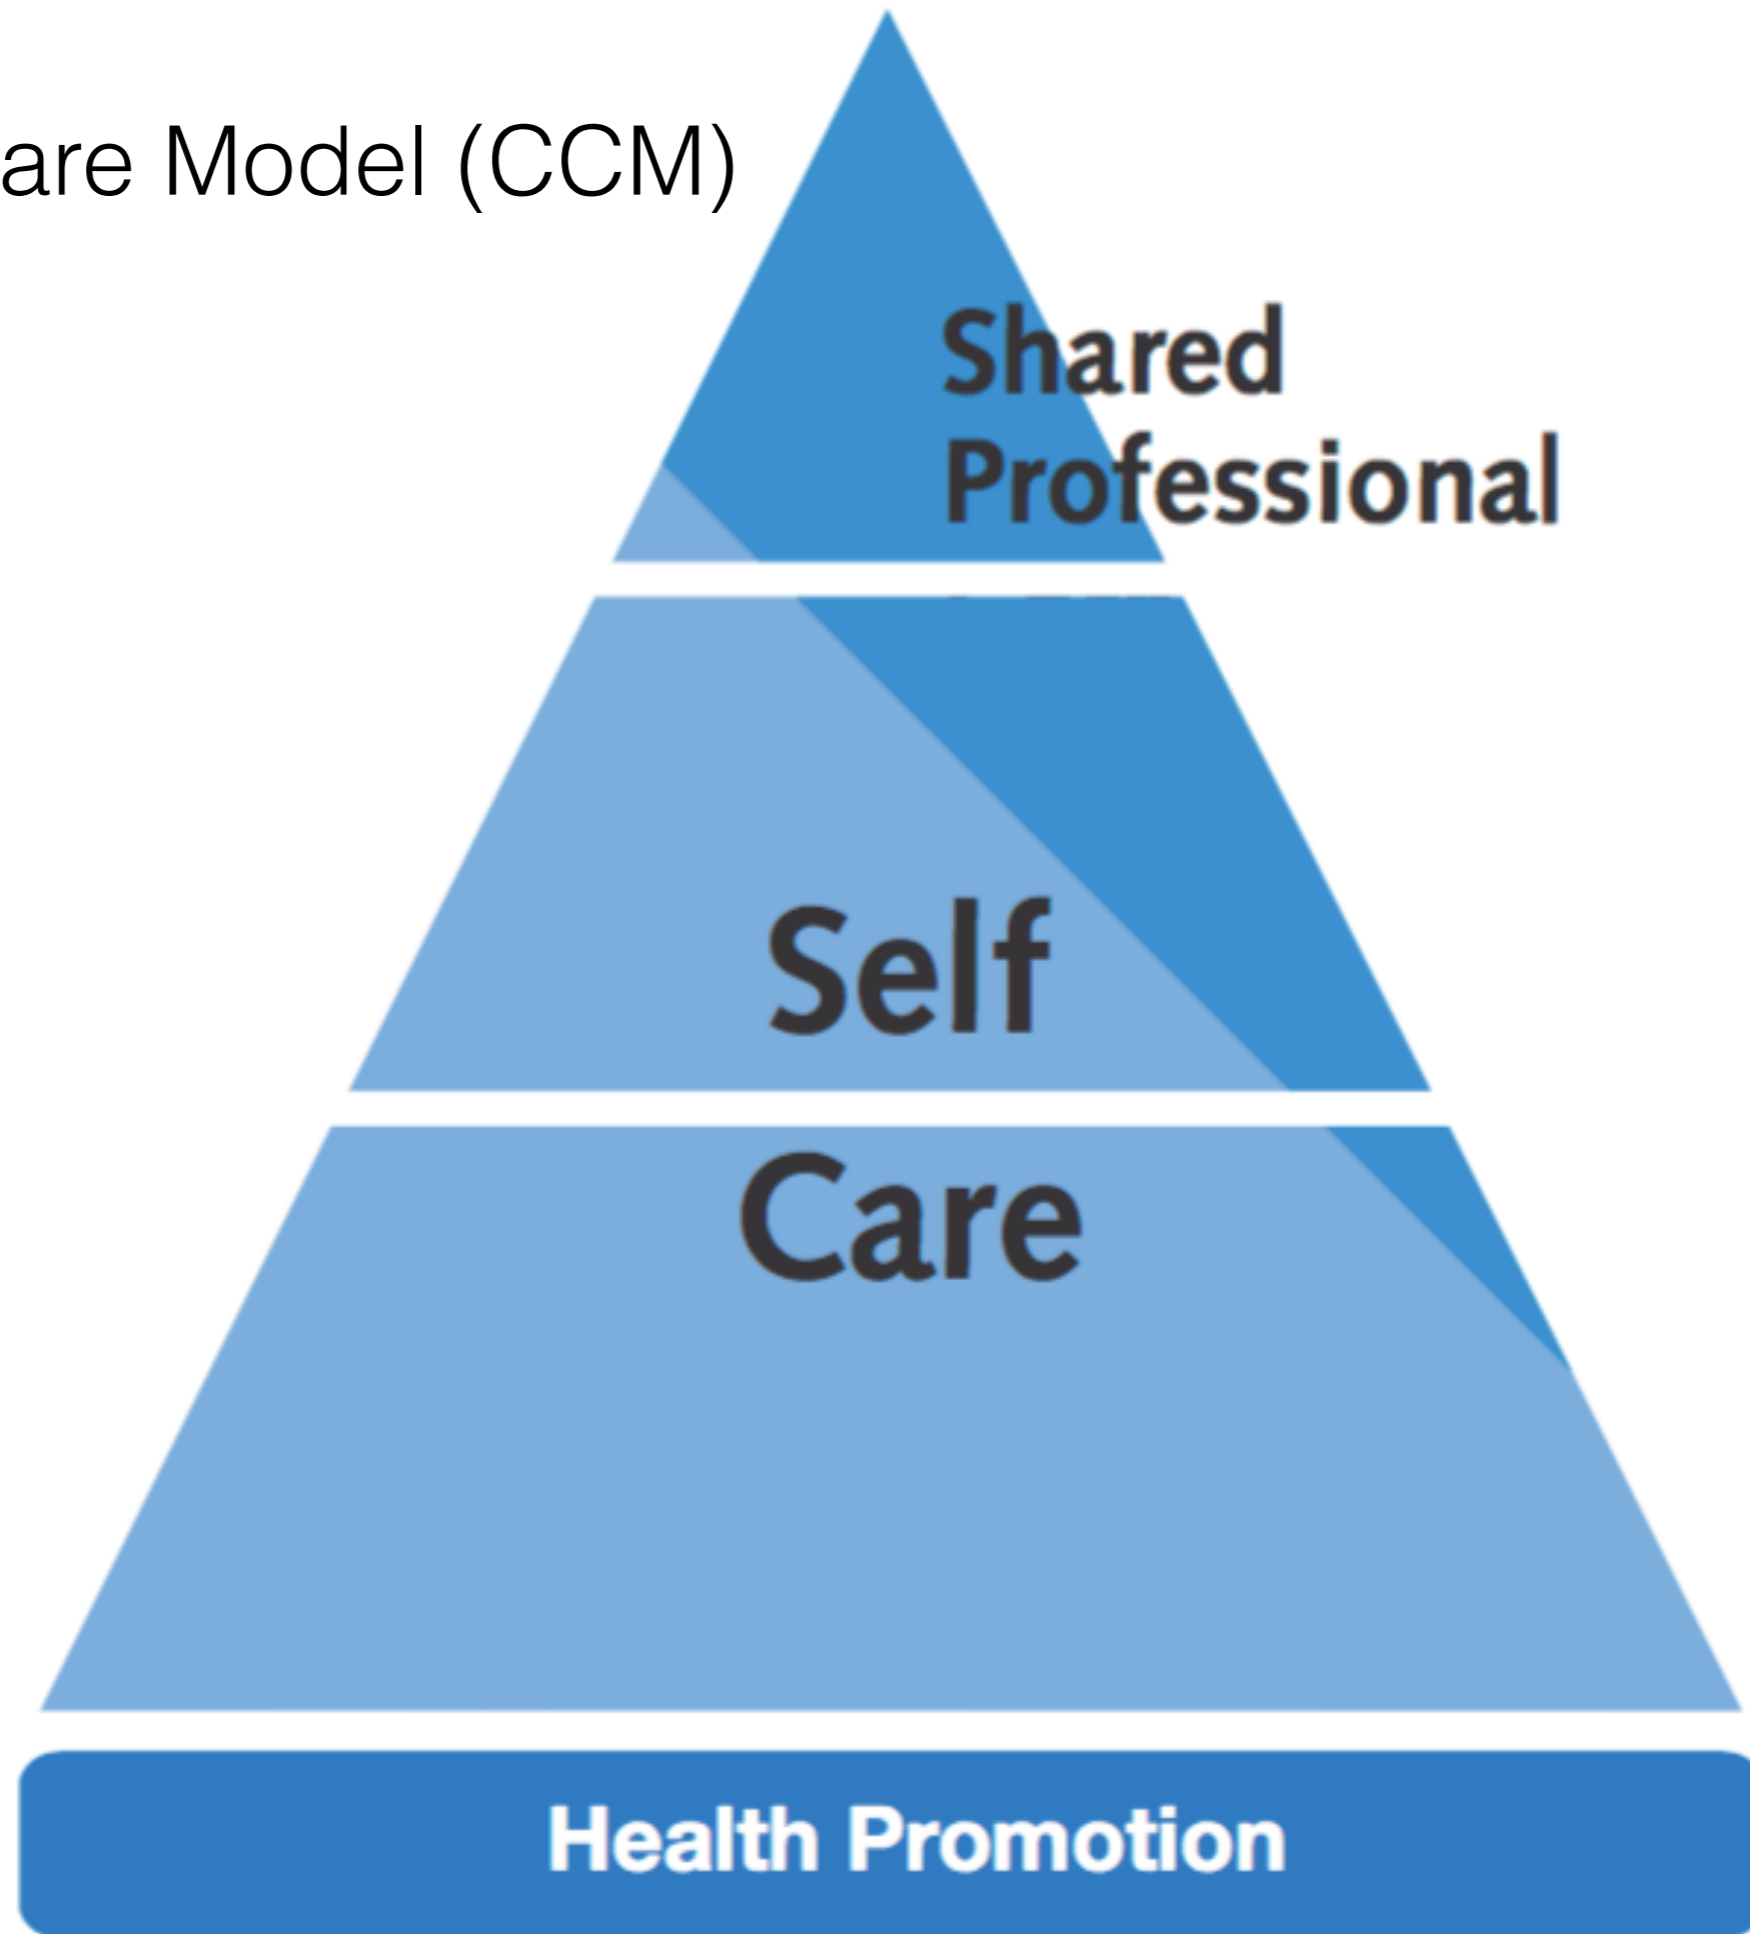 are Model (CCM)
Shared
Professional
Self
Care
Health Promotion